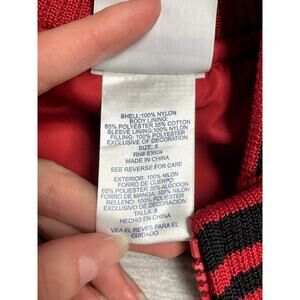 SHELL:100% NYLON
BODY LINING:
65% POLYESTER 35% COTTON
SLEEVE LINING:100% NYLON
FILLING: 100% POLYESTER
EXCLUSIVE OF DECORATION
SIZE: 8
RN# 63604
MADE IN CHINA
SEE REVERSE FOR CARE
EXTERIOR: 100% NILON
FORRO DE CUERPO:
65% POLIESTER 35% ALGODON
FORRO DE MANGA: 100% NILON
RELLENO: 100% POLIESTER
EXCLUSIVO DE DECORACION
TALLA: 8
HECHO EN CHINA
VEA EL REVES PARA EL
CUIDADO